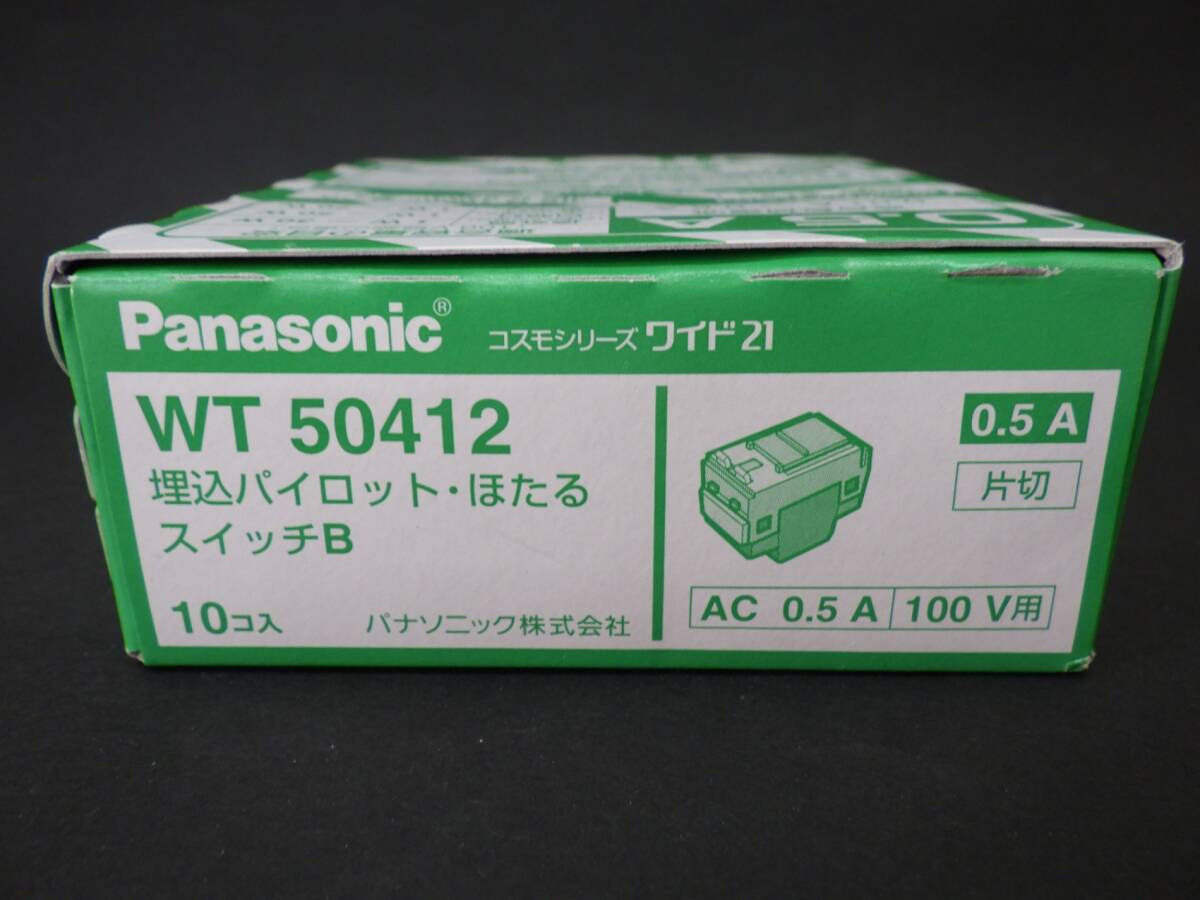 0.5A
Panasonic® コスモシリーズ ワイド21
WT 50412
埋込パイロット・ほたる
スイッチB
10コ入 パナソニック株式会社
0.5 A
片切
AC 0.5 A 100 V用